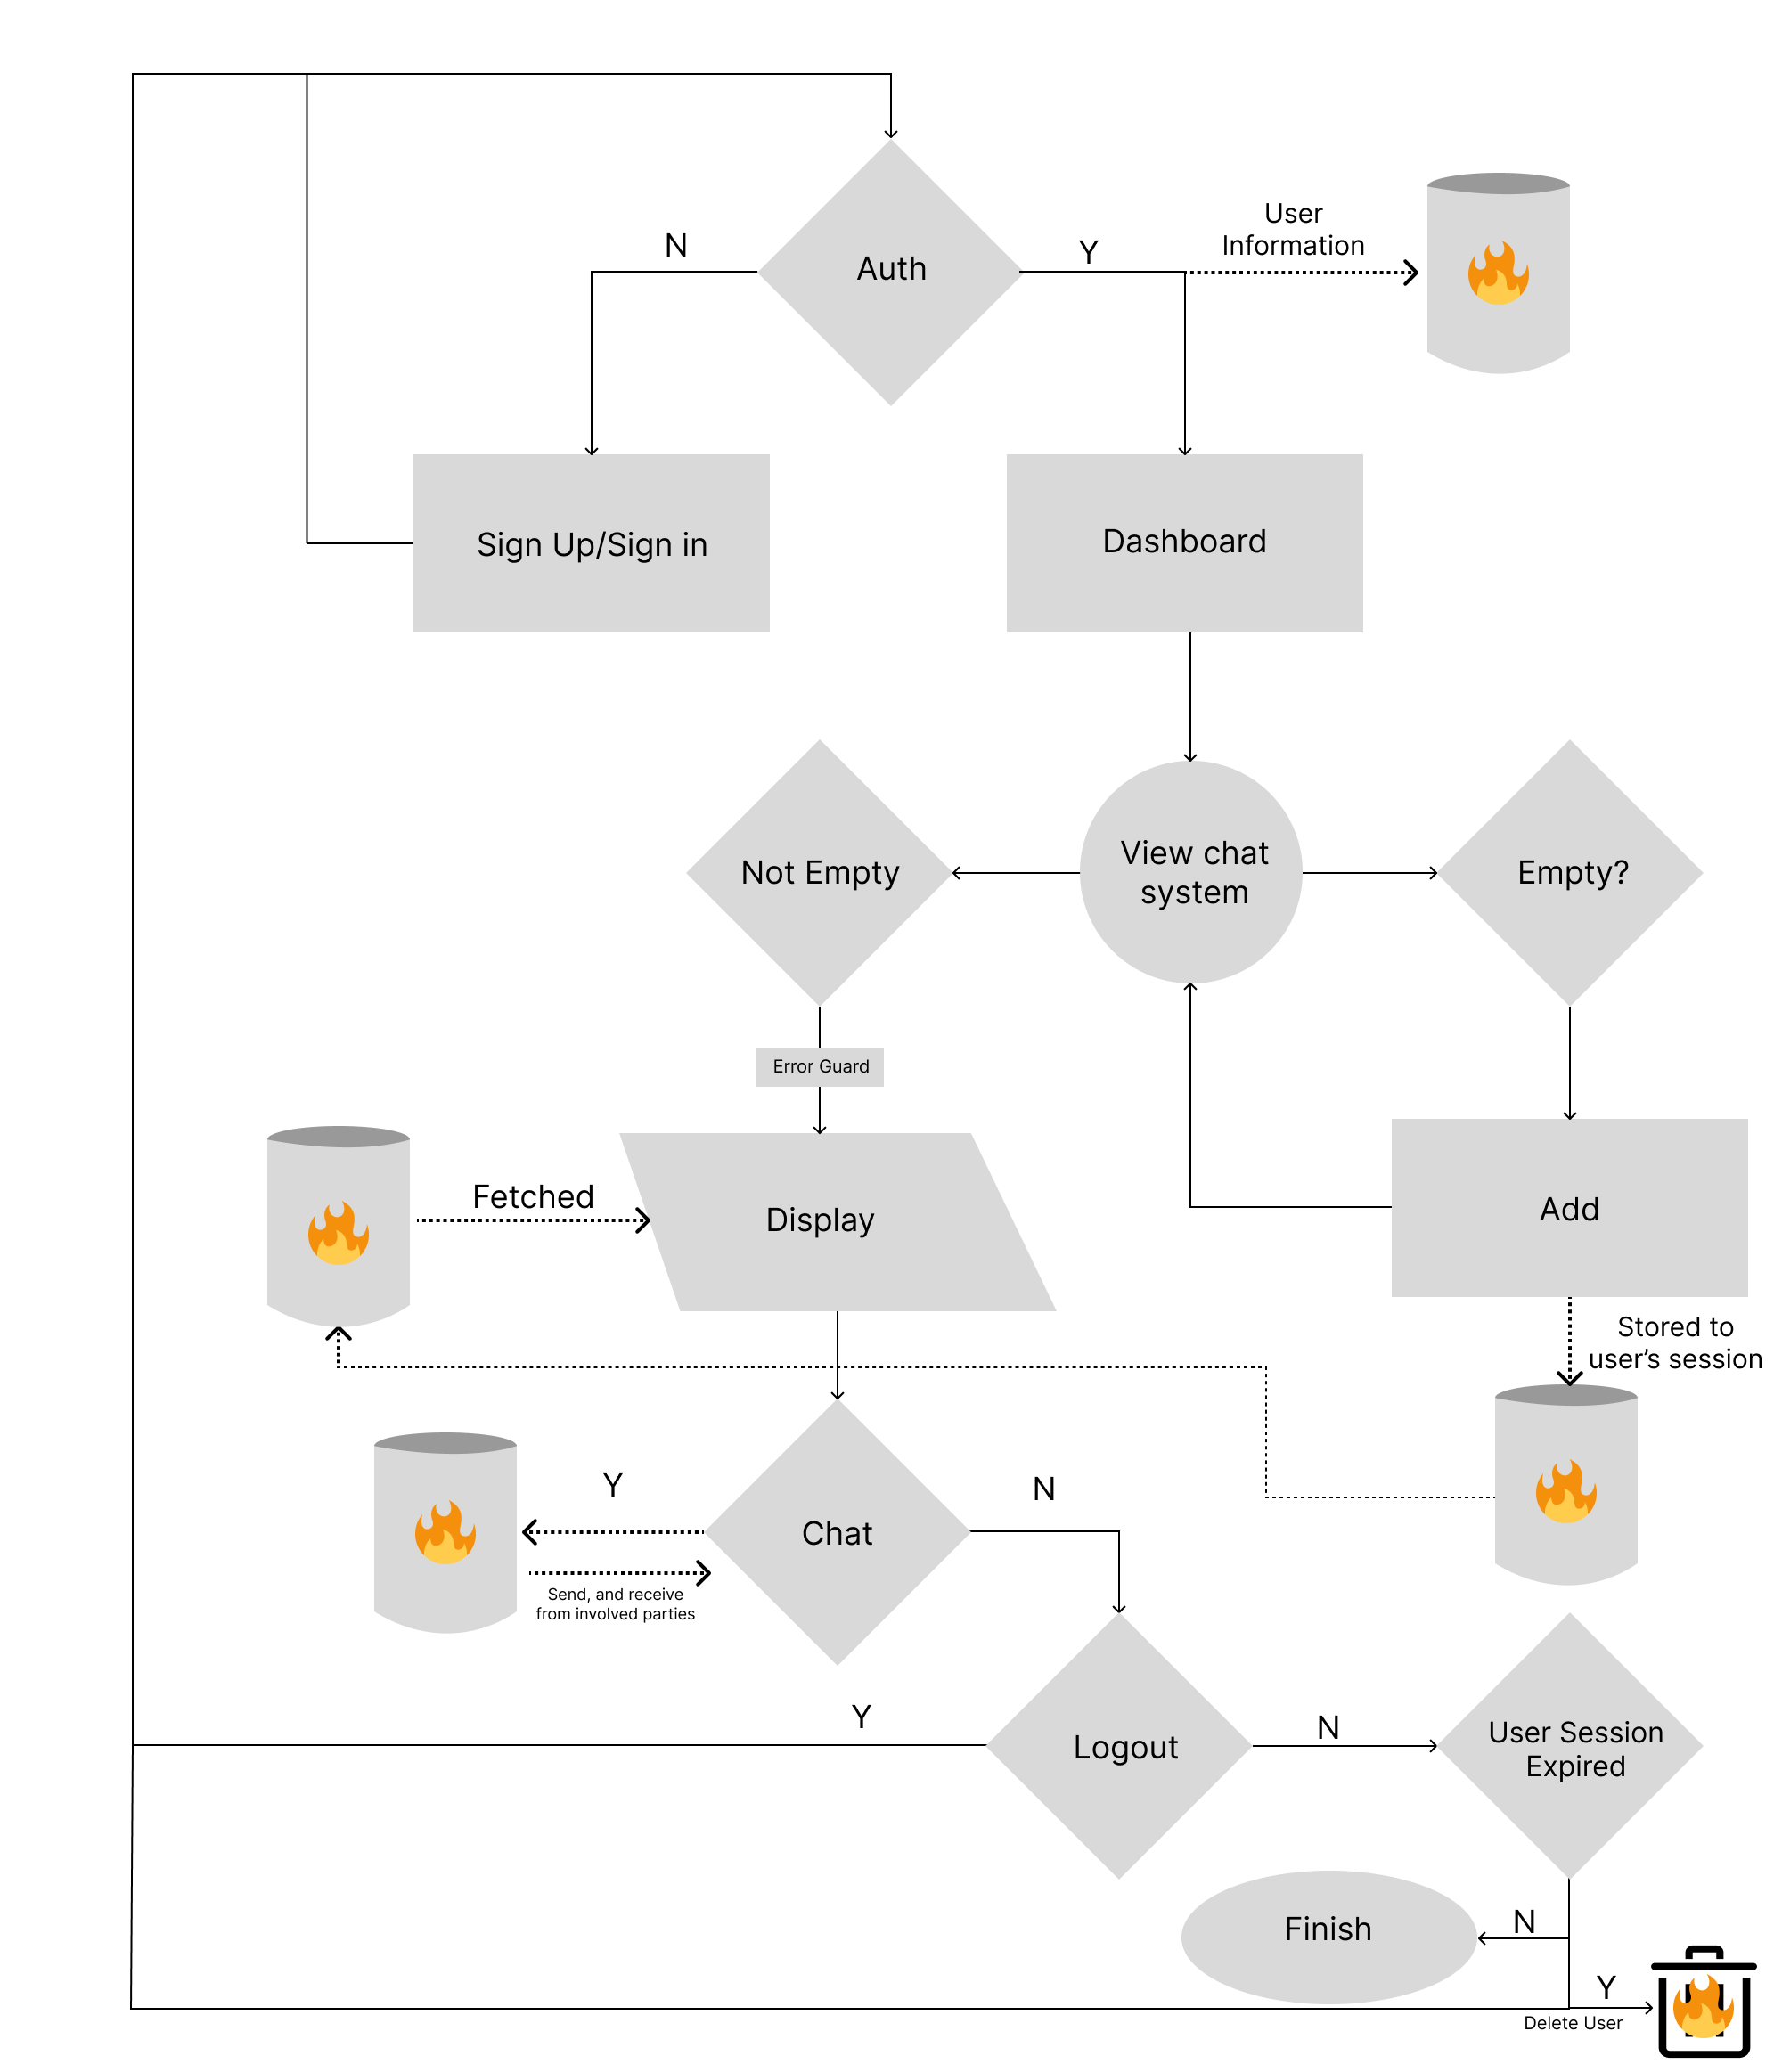 User
Information
N
Y
Auth
Sign Up/Sign in
Dashboard
View chat
system
Not Empty
Empty?
Error Guard
Fetched
Display
Add
Stored to
user’s session
Y
N
Chat
Send, and receive
from involved parties
Y
N
Logout
User Session
Expired
Finish
N
Y
Delete User